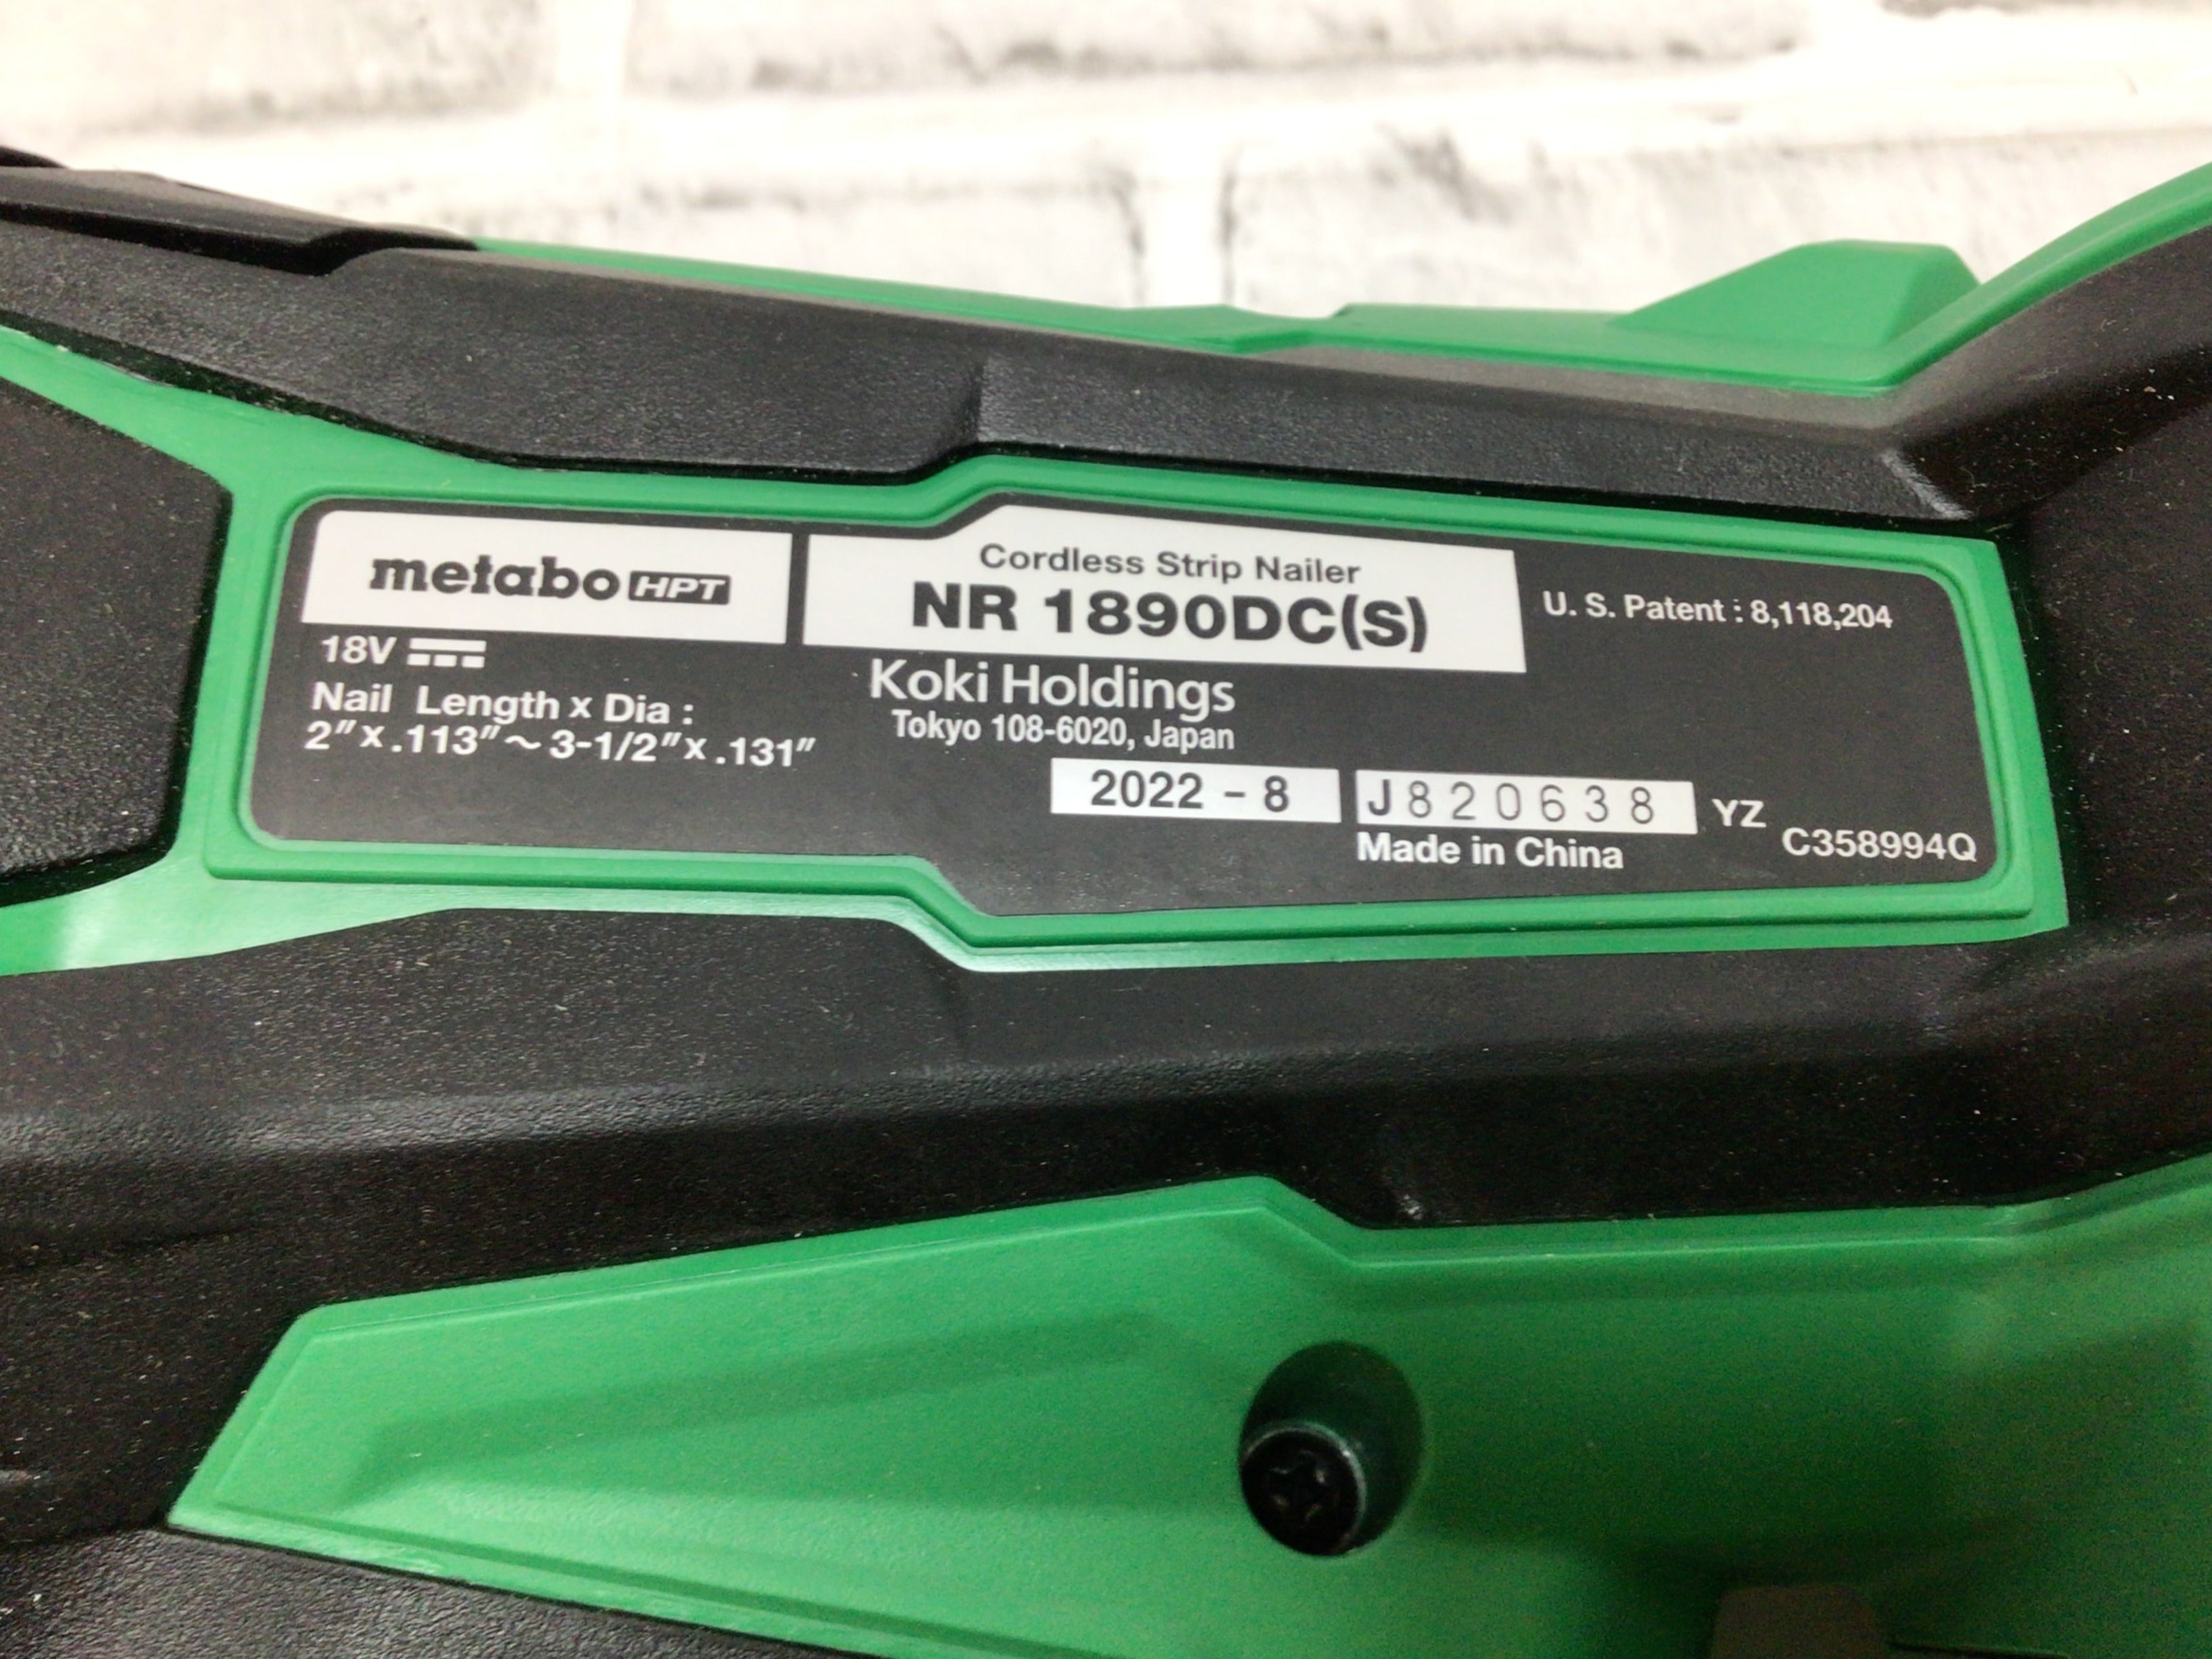 metabo HPT
18V
Nail Length x Dia :
2" x .113" ~ 3-1/2" x .131"
Cordless Strip Nailer
NR 1890DC(S)
Koki Holdings
Tokyo 108-6020, Japan
2022 - 8
J820638 YZ
Made in China
U. S. Patent : 8,118,204
C358994Q